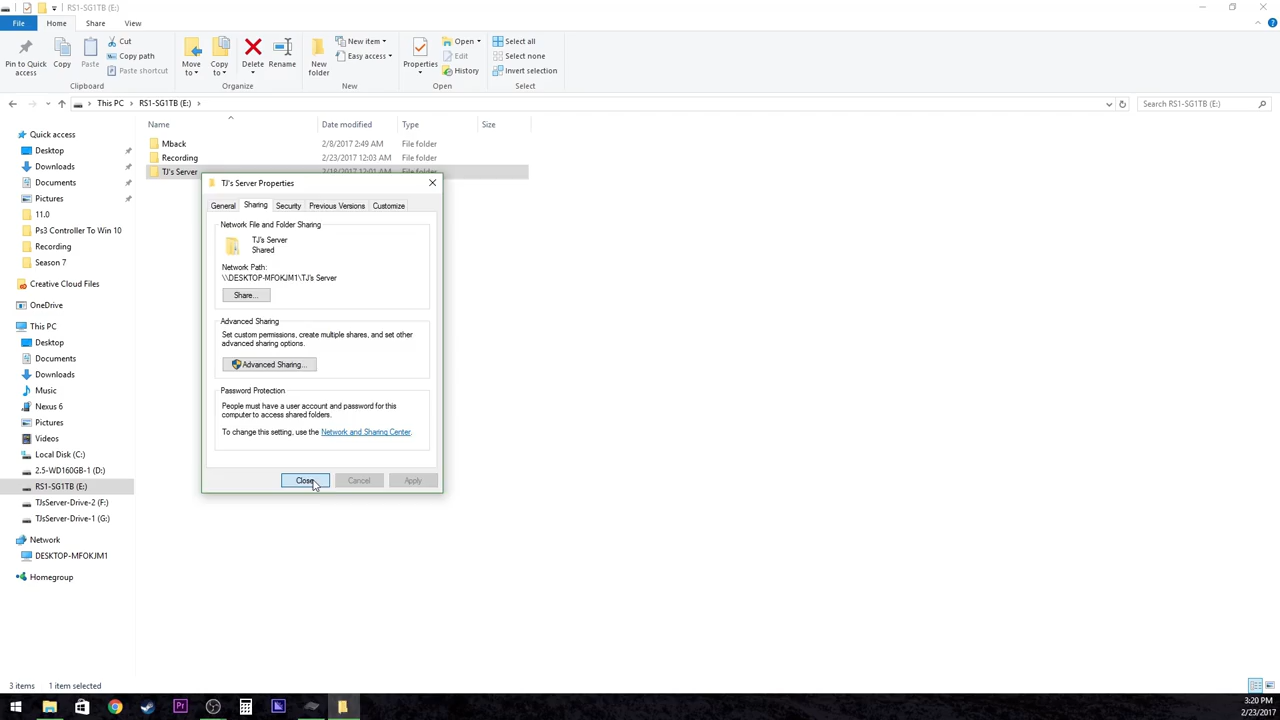 RS1-SG1TB (E:)
File Home Share View
Pin to Quick access
Copy
Paste
Cut
Copy path
Paste shortcut
Clipboard
Move to
Copy to
Delete
Rename
Organize
New folder
New item
Easy access
New
Properties
Open
Edit
History
Open
Select all
Select none
Invert selection
Select
This PC RS1-SG1TB (E:)
Search RS1-SG1TB (E:)
Quick access
Desktop
Downloads
Documents
Pictures
11.0
Ps3 Controller To Win 10
Recording
Season 7
Creative Cloud Files
OneDrive
This PC
Desktop
Documents
Downloads
Music
Nexus 6
Pictures
Videos
Local Disk (C:)
2.5-WD160GB-1 (D:)
RS1-SG1TB (E:)
TJsServer-Drive-2 (F:)
TJsServer-Drive-1 (G:)
Network
DESKTOP-MFOKJM1
Homegroup
Name Date modified Type Size
Mback 2/8/2017 2:49 AM File folder
Recording 2/23/2017 12:03 AM File folder
TJ's Server 2/18/2017 12:01 AM File folder
TJ's Server Properties
General Sharing Security Previous Versions Customize
Network File and Folder Sharing
TJ's Server
Shared
Network Path:
\\DESKTOP-MFOKJM1\TJ's Server
Share...
Advanced Sharing
Set custom permissions, create multiple shares, and set other
advanced sharing options.
Advanced Sharing...
Password Protection
People must have a user account and password for this
computer to access shared folders.
To change this setting, use the Network and Sharing Center.
Close Cancel Apply
3 items 1 item selected
Pr
3:20 PM
2/23/2017